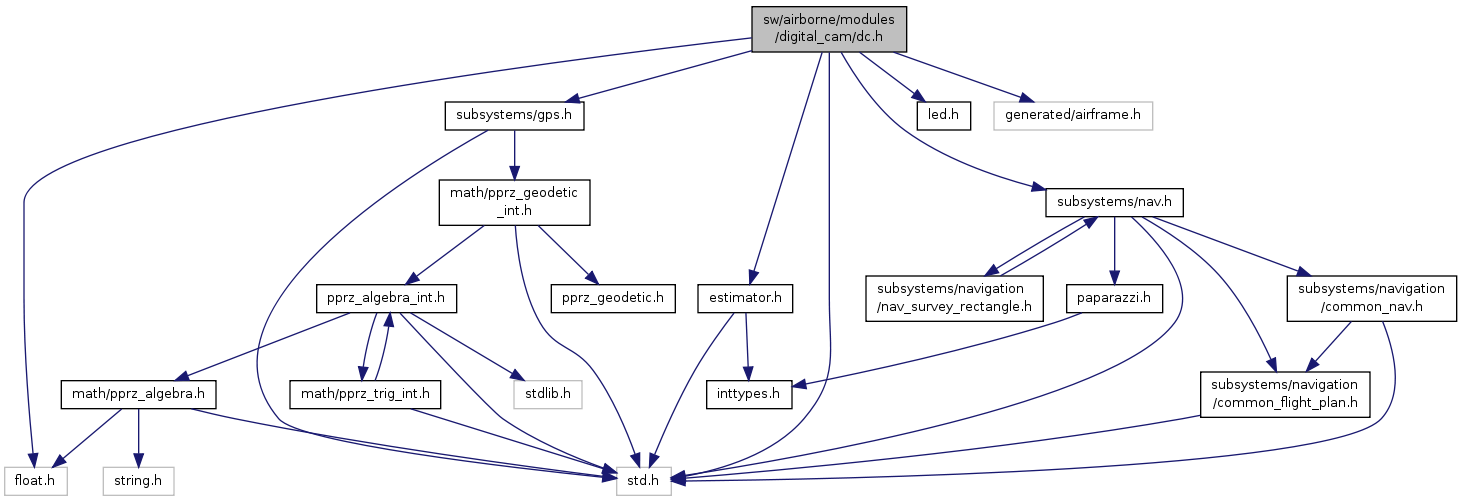 sw/airborne/modules
/digital_cam/dc.h
subsystems/gps.h
led.h
generated/airframe.h
math/pprz_geodetic
_int.h
subsystems/nav.h
pprz_algebra_int.h
pprz_geodetic.h
estimator.h
subsystems/navigation
/nav_survey_rectangle.h
paparazzi.h
subsystems/navigation
/common_nav.h
math/pprz_algebra.h
math/pprz_trig_int.h
stdlib.h
inttypes.h
subsystems/navigation
/common_flight_plan.h
float.h
string.h
std.h